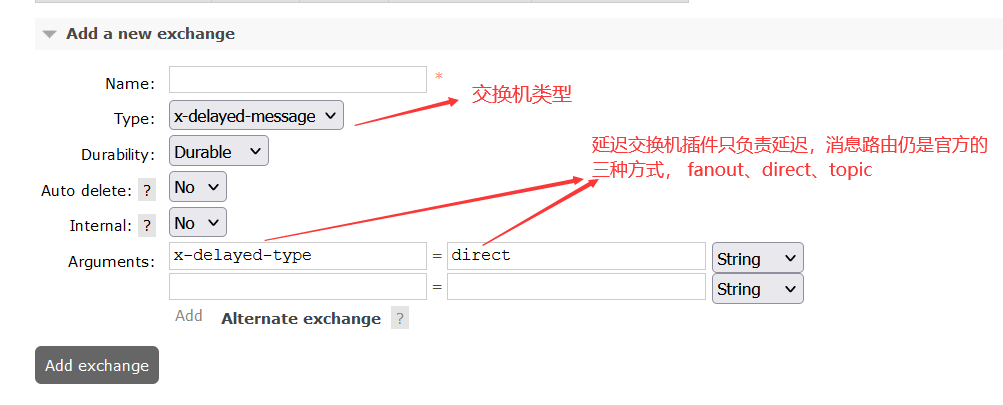 Add a new exchange
Name:
*
交换机类型
Type:
x-delayed-message
延迟交换机插件只负责延迟，消息路由仍是官方的
三种方式， fanout、direct、topic
Durability:
Durable
Auto delete: ?
No
Internal: ?
No
Arguments:
x-delayed-type = direct String
= String
Add Alternate exchange ?
Add exchange